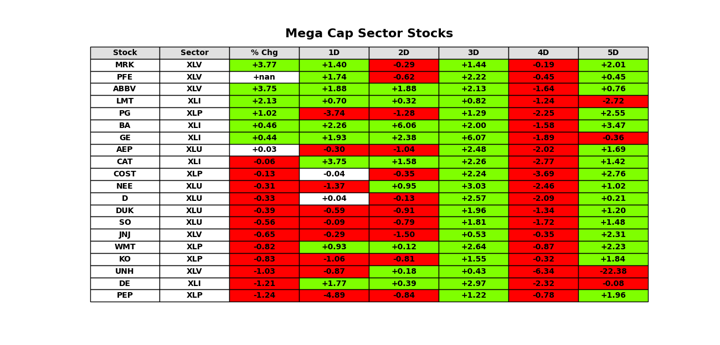 Mega Cap Sector Stocks
Stock Sector % Chg 1D 2D 3D 4D 5D
MRK XLV +3.77 +1.40 -0.29 +1.44 -0.19 +2.01
PFE XLV +nan +1.74 -0.62 +2.22 -0.45 +0.45
ABBV XLV +3.75 +1.88 +1.88 +2.13 -1.64 +0.76
LMT XLI +2.13 +0.70 +0.32 +0.82 -1.24 -2.72
PG XLP +1.02 -3.74 -1.28 +1.29 -2.25 +2.55
BA XLI +0.46 +2.26 +6.06 +2.00 -1.58 +3.47
GE XLI +0.44 +1.93 +2.38 +6.07 -1.89 -0.36
AEP XLU +0.03 -0.30 -1.04 +2.48 -2.02 +1.69
CAT XLI -0.06 +3.75 +1.58 +2.26 -2.77 +1.42
COST XLP -0.13 -0.04 -0.35 +2.24 -3.69 +2.76
NEE XLU -0.31 -1.37 +0.95 +3.03 -2.46 +1.02
D XLU -0.33 +0.04 -0.13 +2.57 -2.09 +0.21
DUK XLU -0.39 -0.59 -0.91 +1.96 -1.34 +1.20
SO XLU -0.56 -0.09 -0.79 +1.81 -1.72 +1.48
JNJ XLV -0.65 -0.29 -1.50 +0.53 -0.35 +2.31
WMT XLP -0.82 +0.93 +0.12 +2.64 -0.87 +2.23
KO XLP -0.83 -1.06 -0.81 +1.55 -0.32 +1.84
UNH XLV -1.03 -0.87 +0.18 +0.43 -6.34 -22.38
DE XLI -1.21 +1.77 +0.39 +2.97 -2.32 -0.08
PEP XLP -1.24 -4.89 -0.84 +1.22 -0.78 +1.96